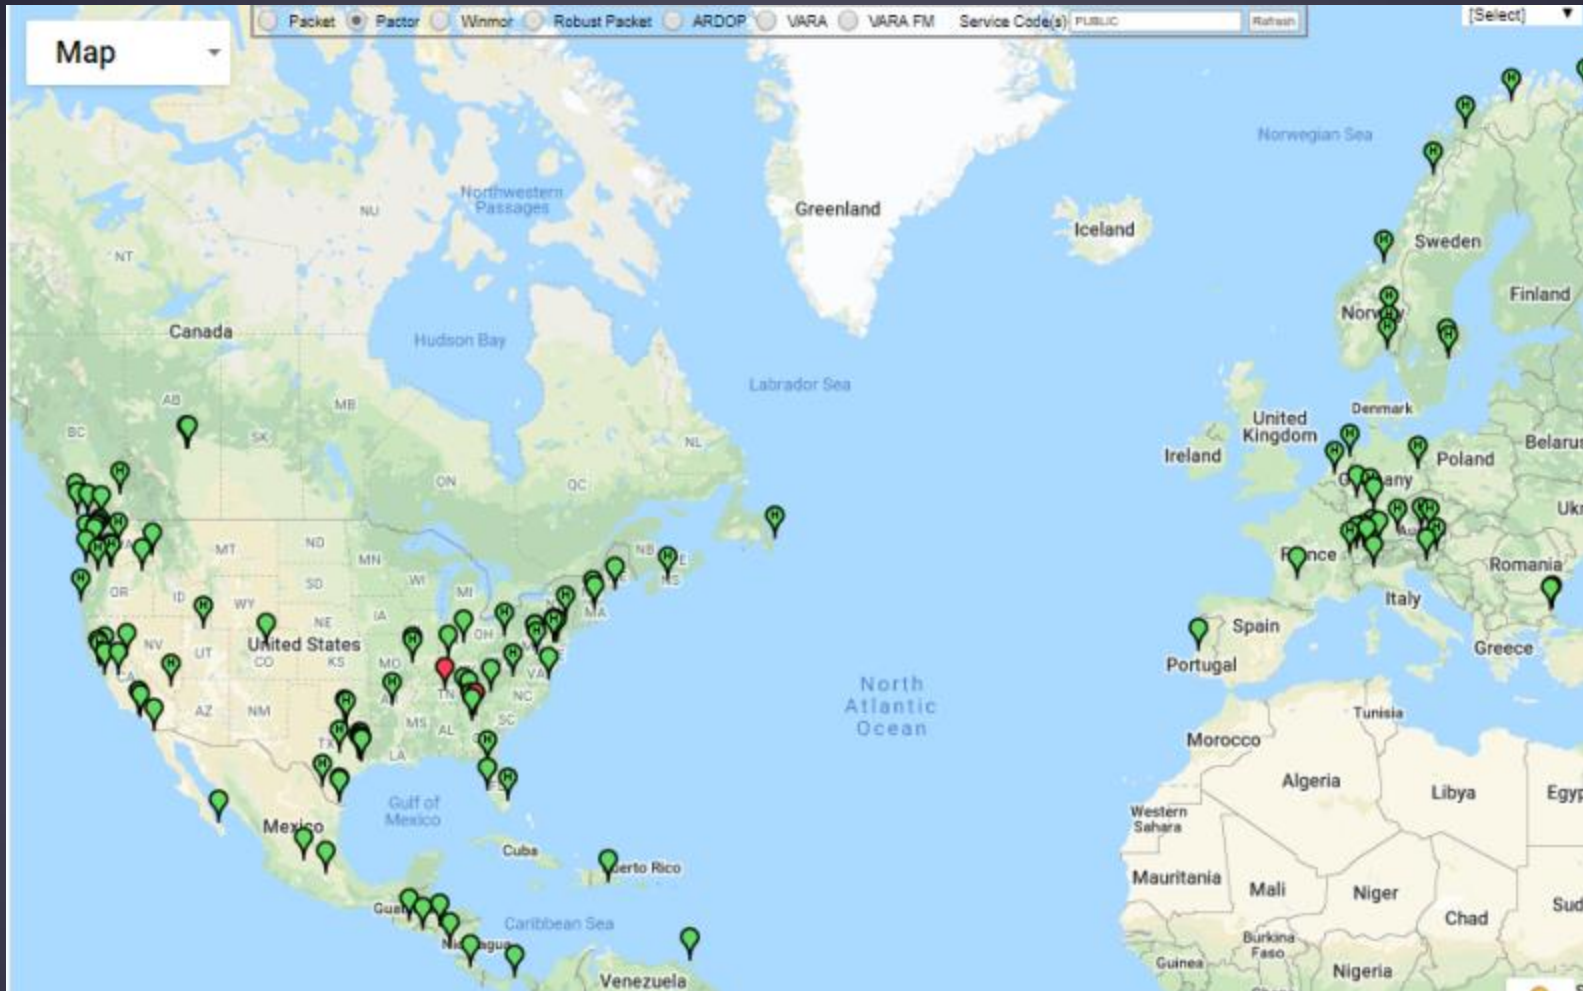 Packet Pactor Winmor Robust Packet ARDOP VARA VARA FM Service Code(s) PUBLIC Refresh
[Select]
Map
Norwegian Sea
Northwestern
Passages
NU
Greenland
Iceland
Sweden
NT
Finland
Norway
Canada
Hudson Bay
Labrador Sea
AB
MB
Denmark
BC
SK
NL
United
Kingdom
Ireland
Poland
Belarus
ON
QC
Ukr
NB
MT
ND
MN
NS
Romania
OR
ID
SD
WI
MI
MA
WY
IA
Italy
NE
OH
Spain
NV
United States
Greece
UT
CO
KS
MO
Portugal
VA
CA
TN
NC
North
Atlantic
Ocean
AZ
NM
MS
AL
SC
Tunisia
TX
LA
Morocco
Algeria
Libya
Egyp
Gulf of
Mexico
Western
Sahara
Mexico
Cuba
Mauritania
Mali
Niger
Chad
Sud
Caribbean Sea
Burkina
Faso
Guinea
Nigeria
Venezuela